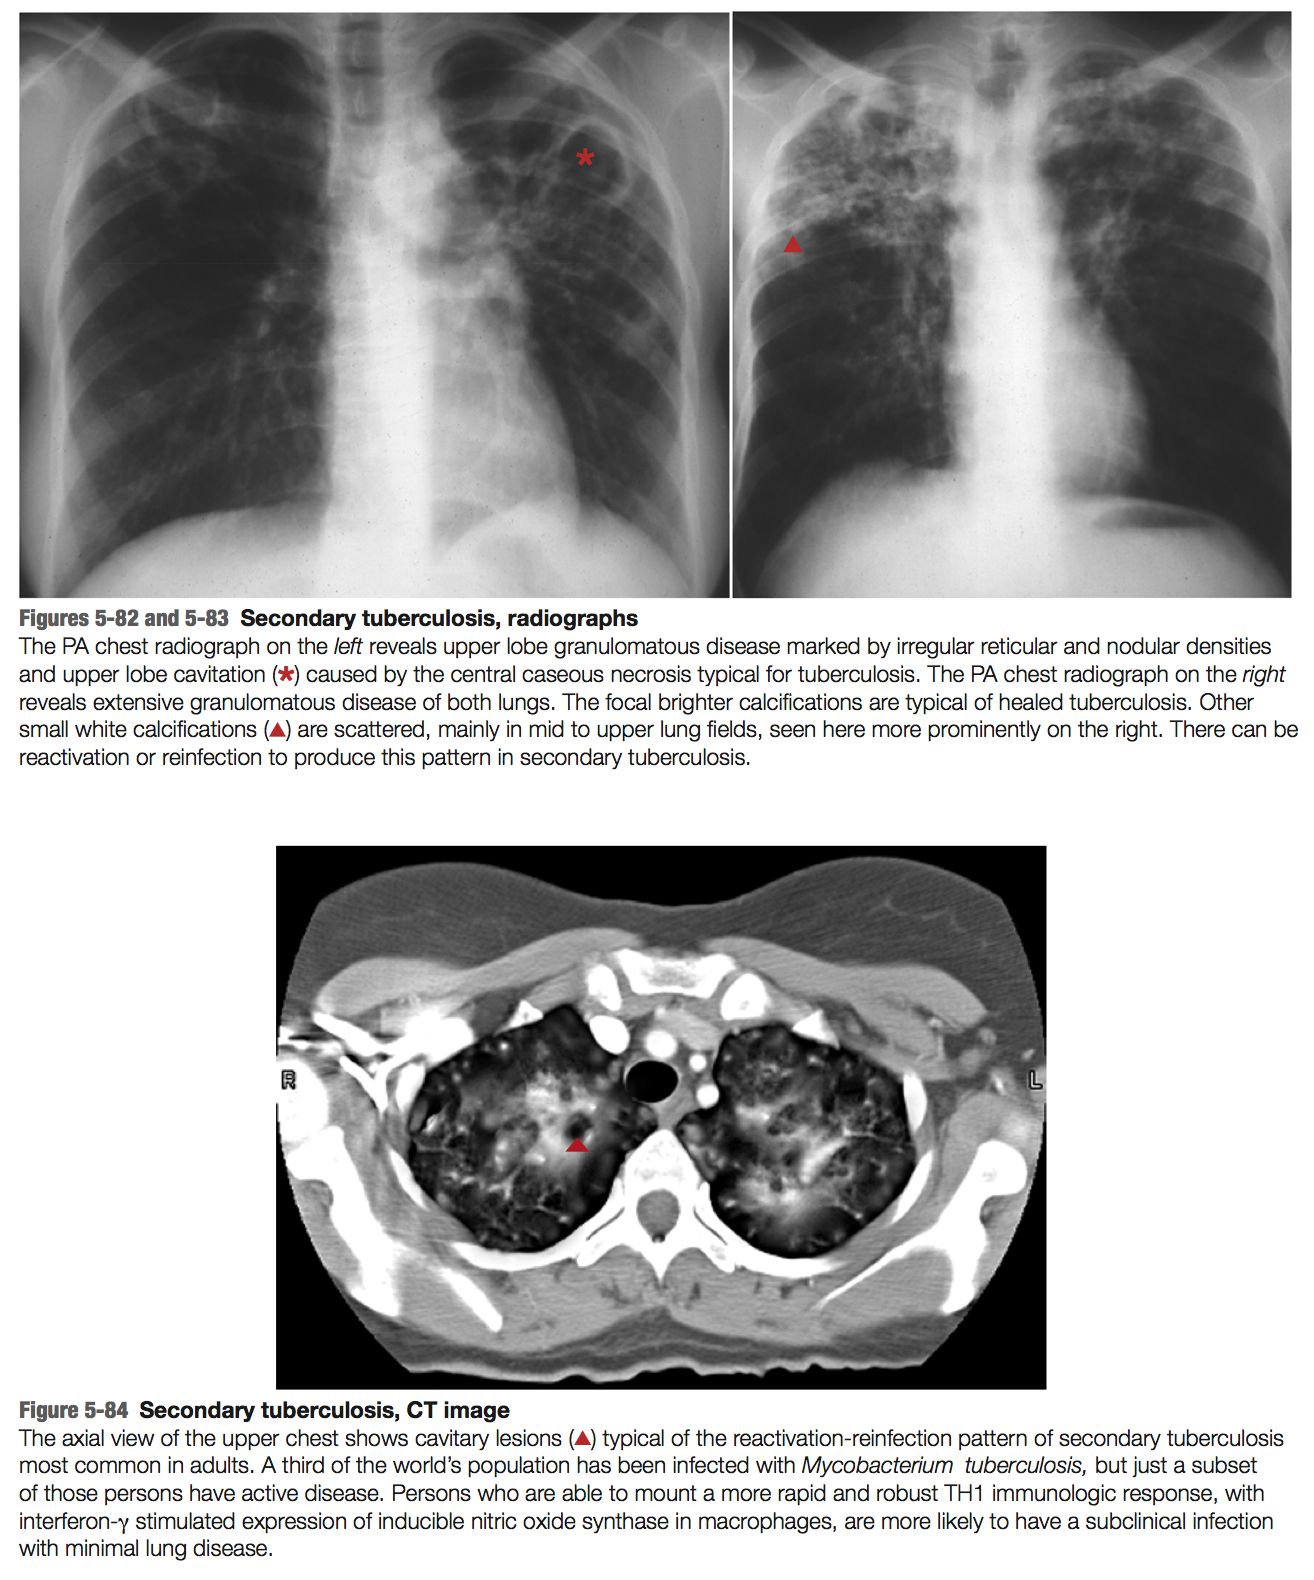 Figures 5-82 and 5-83 Secondary tuberculosis, radiographs
The PA chest radiograph on the left reveals upper lobe granulomatous disease marked by irregular reticular and nodular densities
and upper lobe cavitation (*) caused by the central caseous necrosis typical for tuberculosis. The PA chest radiograph on the right
reveals extensive granulomatous disease of both lungs. The focal brighter calcifications are typical of healed tuberculosis. Other
small white calcifications (▲) are scattered, mainly in mid to upper lung fields, seen here more prominently on the right. There can be
reactivation or reinfection to produce this pattern in secondary tuberculosis.
R
L
Figure 5-84 Secondary tuberculosis, CT image
The axial view of the upper chest shows cavitary lesions (▲) typical of the reactivation-reinfection pattern of secondary tuberculosis
most common in adults. A third of the world's population has been infected with Mycobacterium tuberculosis, but just a subset
of those persons have active disease. Persons who are able to mount a more rapid and robust TH1 immunologic response, with
interferon-γ stimulated expression of inducible nitric oxide synthase in macrophages, are more likely to have a subclinical infection
with minimal lung disease.